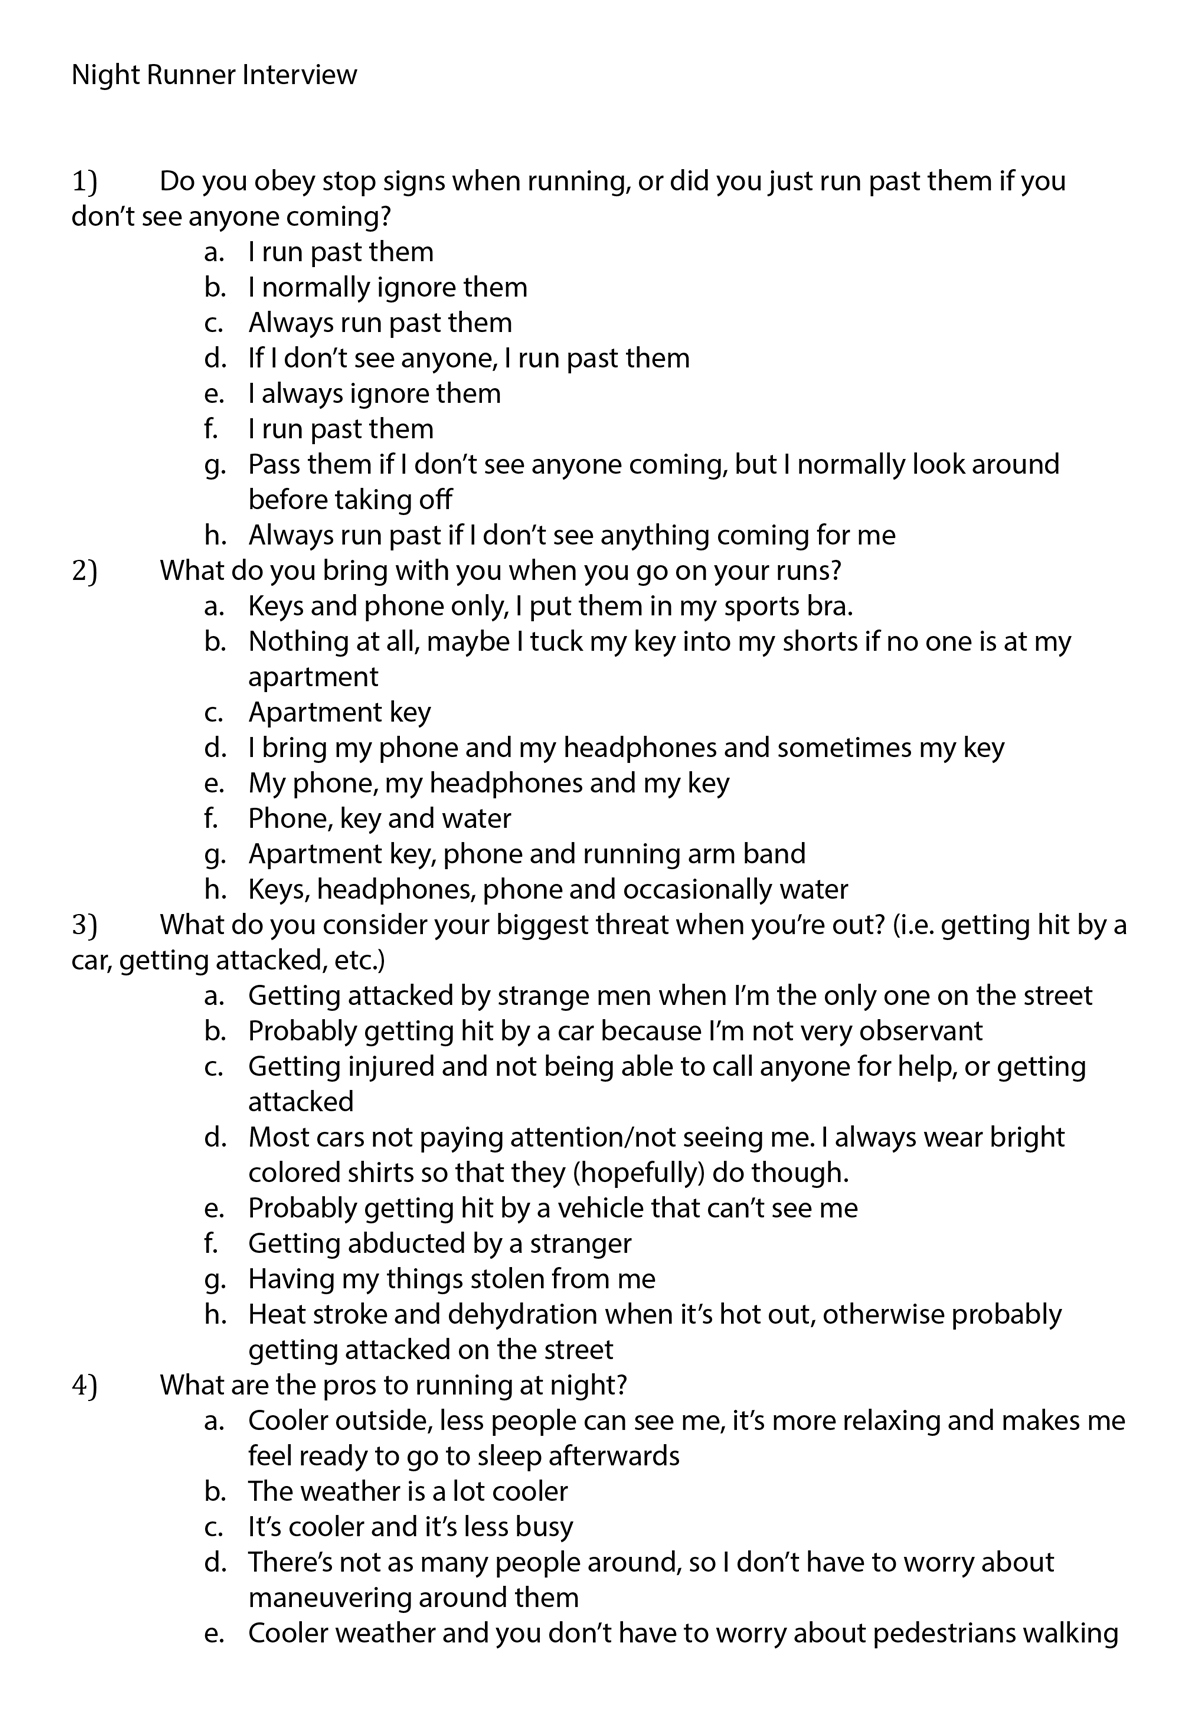 Night Runner Interview
1) Do you obey stop signs when running, or did you just run past them if you
don’t see anyone coming?
a. I run past them
b. I normally ignore them
c. Always run past them
d. If I don’t see anyone, I run past them
e. I always ignore them
f. I run past them
g. Pass them if I don’t see anyone coming, but I normally look around
before taking off
h. Always run past if I don’t see anything coming for me
2) What do you bring with you when you go on your runs?
a. Keys and phone only, I put them in my sports bra.
b. Nothing at all, maybe I tuck my key into my shorts if no one is at my
apartment
c. Apartment key
d. I bring my phone and my headphones and sometimes my key
e. My phone, my headphones and my key
f. Phone, key and water
g. Apartment key, phone and running arm band
h. Keys, headphones, phone and occasionally water
3) What do you consider your biggest threat when you’re out? (i.e. getting hit by a
car, getting attacked, etc.)
a. Getting attacked by strange men when I’m the only one on the street
b. Probably getting hit by a car because I’m not very observant
c. Getting injured and not being able to call anyone for help, or getting
attacked
d. Most cars not paying attention/not seeing me. I always wear bright
colored shirts so that they (hopefully) do though.
e. Probably getting hit by a vehicle that can’t see me
f. Getting abducted by a stranger
g. Having my things stolen from me
h. Heat stroke and dehydration when it’s hot out, otherwise probably
getting attacked on the street
4) What are the pros to running at night?
a. Cooler outside, less people can see me, it’s more relaxing and makes me
feel ready to go to sleep afterwards
b. The weather is a lot cooler
c. It’s cooler and it’s less busy
d. There’s not as many people around, so I don’t have to worry about
maneuvering around them
e. Cooler weather and you don’t have to worry about pedestrians walking